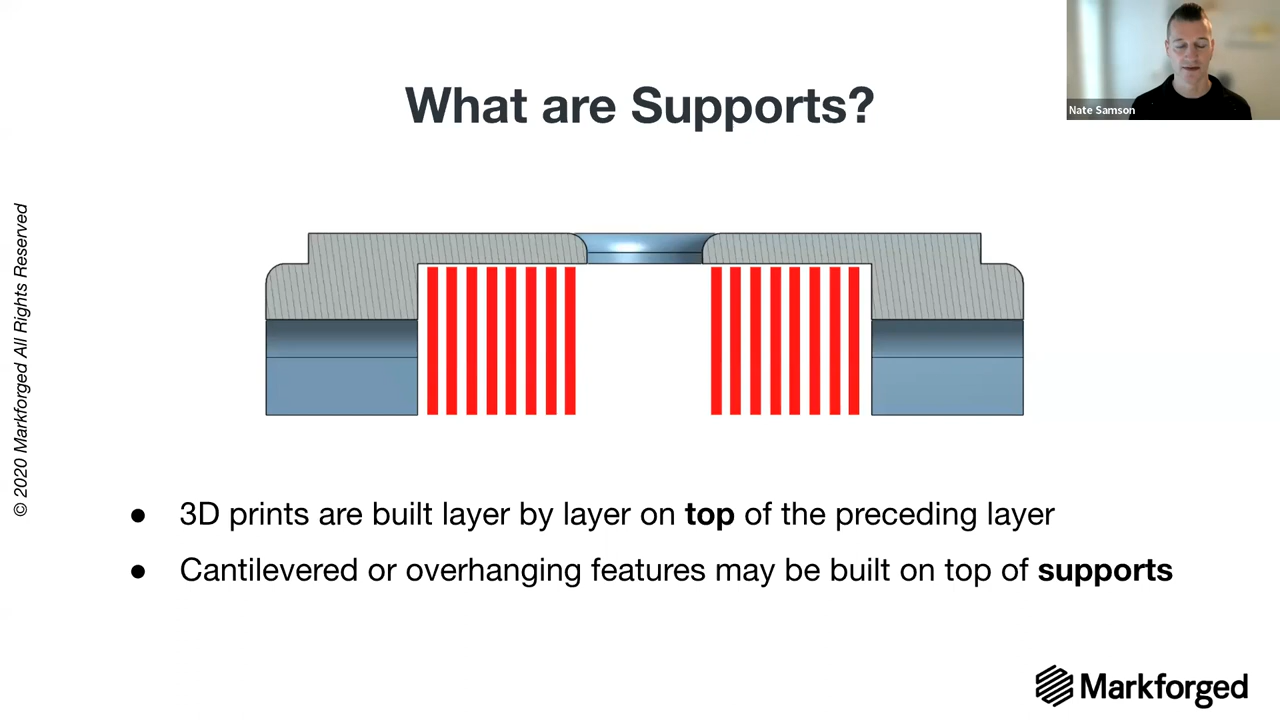 What are Supports?
Nate Samson
© 2020 Markforged All Rights Reserved
● 3D prints are built layer by layer on top of the preceding layer
● Cantilevered or overhanging features may be built on top of supports
Markforged